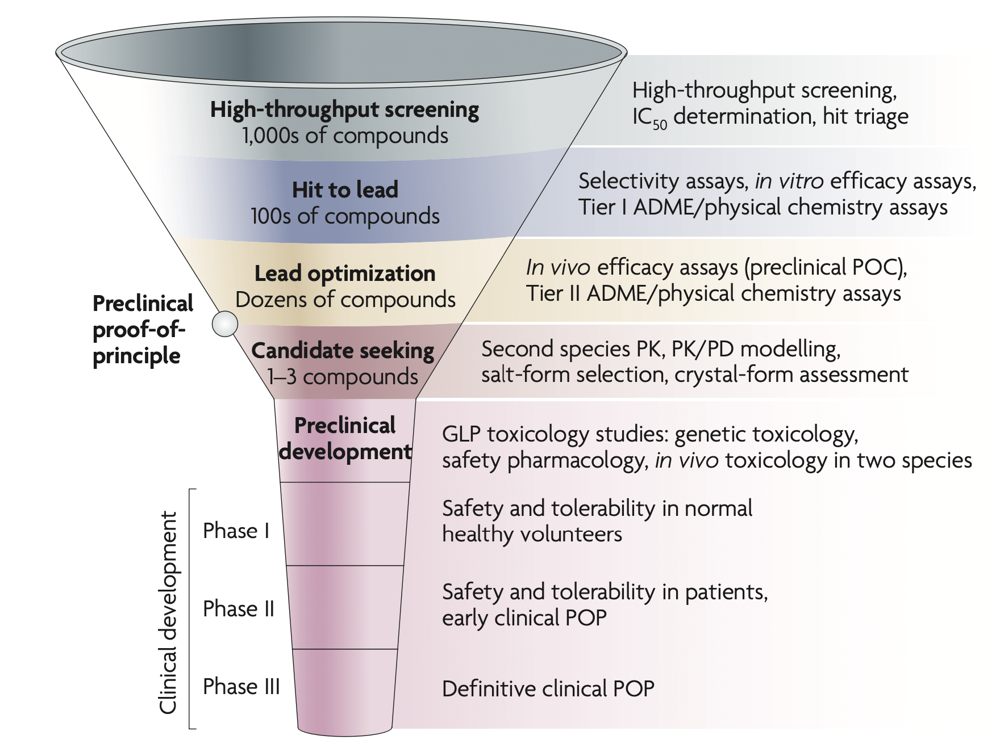 High-throughput screening
1,000s of compounds
High-throughput screening,
IC50 determination, hit triage
Hit to lead
100s of compounds
Selectivity assays, in vitro efficacy assays,
Tier I ADME/physical chemistry assays
Lead optimization
Dozens of compounds
In vivo efficacy assays (preclinical POC),
Tier II ADME/physical chemistry assays
Preclinical
proof-of-
principle
Candidate seeking
1–3 compounds
Second species PK, PK/PD modelling,
salt-form selection, crystal-form assessment
Preclinical
development
GLP toxicology studies: genetic toxicology,
safety pharmacology, in vivo toxicology in two species
Clinical development
Phase I
Safety and tolerability in normal
healthy volunteers
Phase II
Safety and tolerability in patients,
early clinical POP
Phase III
Definitive clinical POP